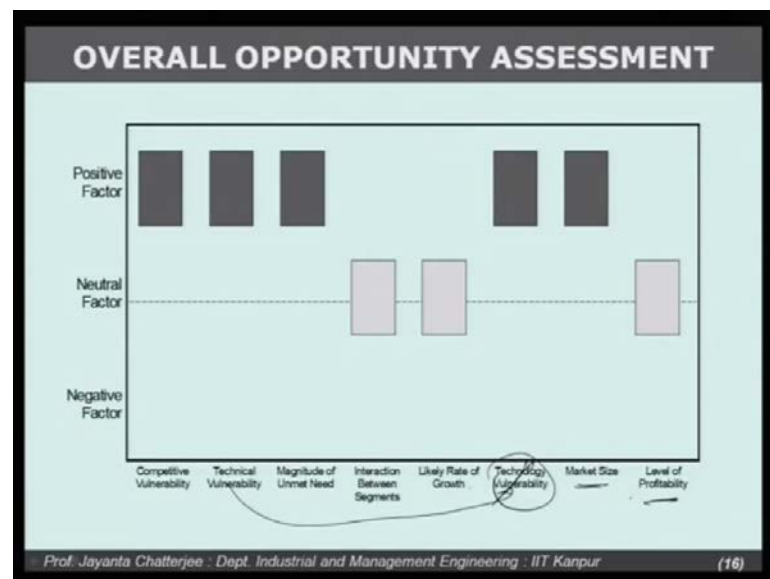 OVERALL OPPORTUNITY ASSESSMENT
Positive
Factor
Neutral
Factor
Negative
Factor
Competitive
Vulnerability
Technical
Vulnerability
Magnitude of
Unmet Need
Interaction
Between
Segments
Likely Rate of
Growth
Technology
Vulnerability
Market Size
Level of
Profitability
Prof. Jayanta Chatterjee : Dept. Industrial and Management Engineering : IIT Kanpur
(16)